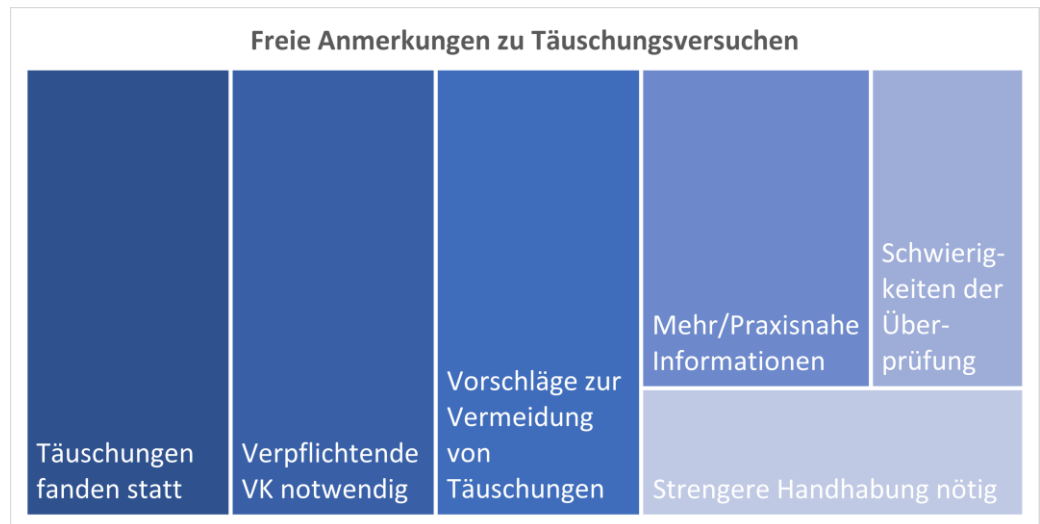 Freie Anmerkungen zu Täuschungsversuchen
Täuschungen
fanden statt
Verpflichtende
VK notwendig
Vorschläge zur
Vermeidung
von
Täuschungen
Mehr/Praxisnahe
Informationen
Schwierig-
keiten der
Über-
prüfung
Strengere Handhabung nötig